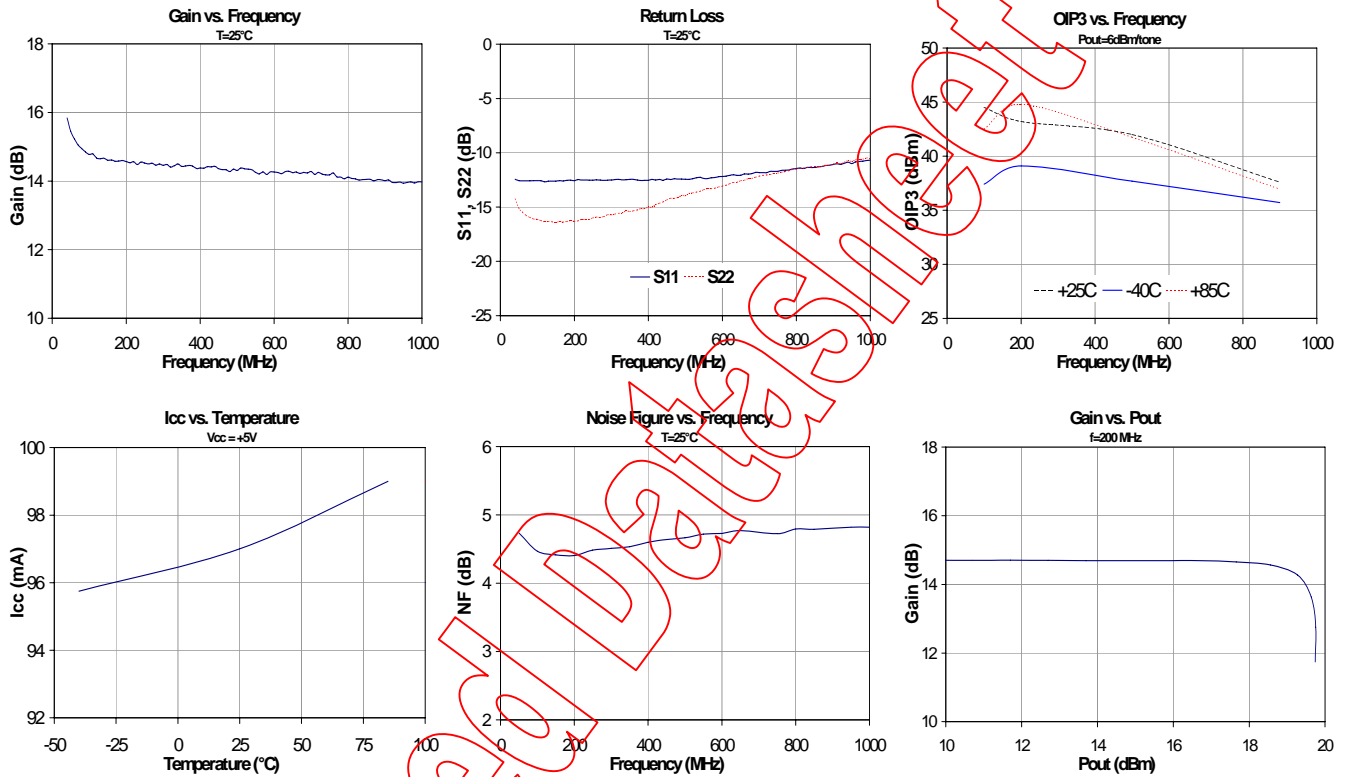 Gain vs. Frequency
T=25°C
18
16
14
12
10
Gain (dB)
0 200 400 600 800 1000
Frequency (MHz)
Return Loss
T=25°C
0
-5
-10
-15
-20
-25
S11, S22 (dB)
S11 S22
0 200 400 600 800 1000
Frequency (MHz)
OIP3 vs. Frequency
Pout=6dBm/tone
50
45
40
35
30
25
OIP3 (dBm)
+25C -40C +85C
0 200 400 600 800 1000
Frequency (MHz)
Icc vs. Temperature
Vcc = +5V
100
98
96
94
92
Icc (mA)
-50 -25 0 25 50 75 100
Temperature (°C)
Noise Figure vs. Frequency
T=25°C
6
5
4
3
2
NF (dB)
0 200 400 600 800 1000
Frequency (MHz)
Gain vs. Pout
f=200 MHz
18
16
14
12
10
Gain (dB)
10 12 14 16 18 20
Pout (dBm)
d Datasheet